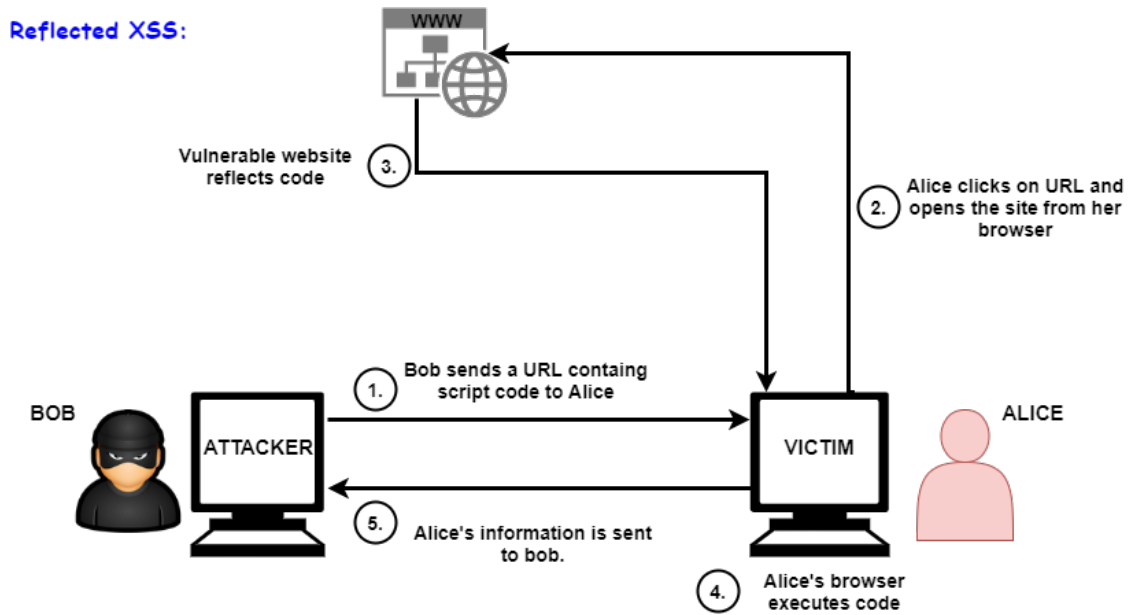 Reflected XSS:
WWW
Vulnerable website
reflects code
3.
2.
Alice clicks on URL and
opens the site from her
browser
1.
Bob sends a URL containg
script code to Alice
BOB
ATTACKER
VICTIM
ALICE
5.
Alice's information is sent
to bob.
4.
Alice's browser
executes code